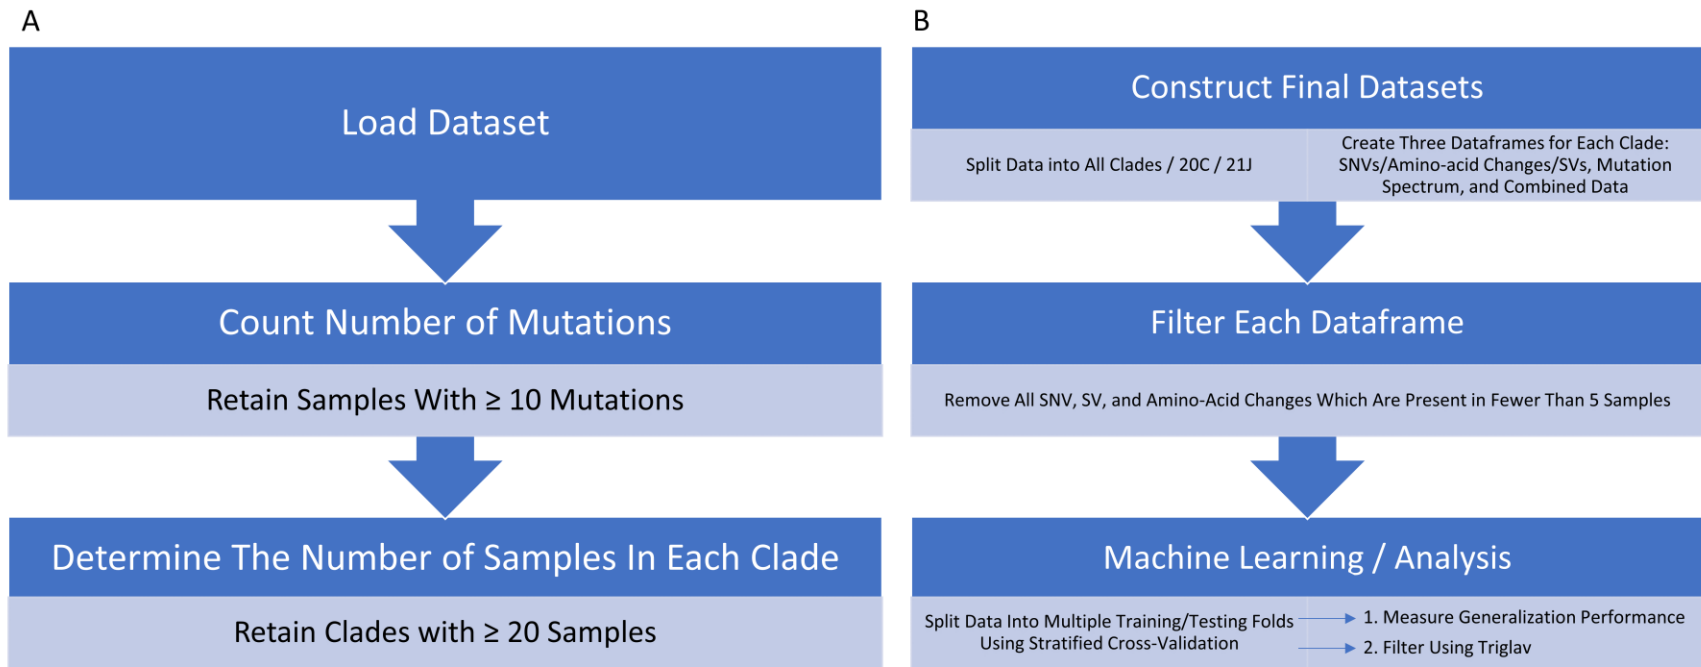 A
Load Dataset
Count Number of Mutations
Retain Samples With ≥ 10 Mutations
Determine The Number of Samples In Each Clade
Retain Clades with ≥ 20 Samples
B
Construct Final Datasets
Split Data into All Clades / 20C / 21J
Create Three Dataframes for Each Clade:
SNVs/Amino-acid Changes/SVs, Mutation
Spectrum, and Combined Data
Filter Each Dataframe
Remove All SNV, SV, and Amino-Acid Changes Which Are Present in Fewer Than 5 Samples
Machine Learning / Analysis
Split Data Into Multiple Training/Testing Folds
Using Stratified Cross-Validation
1. Measure Generalization Performance
2. Filter Using Triglav